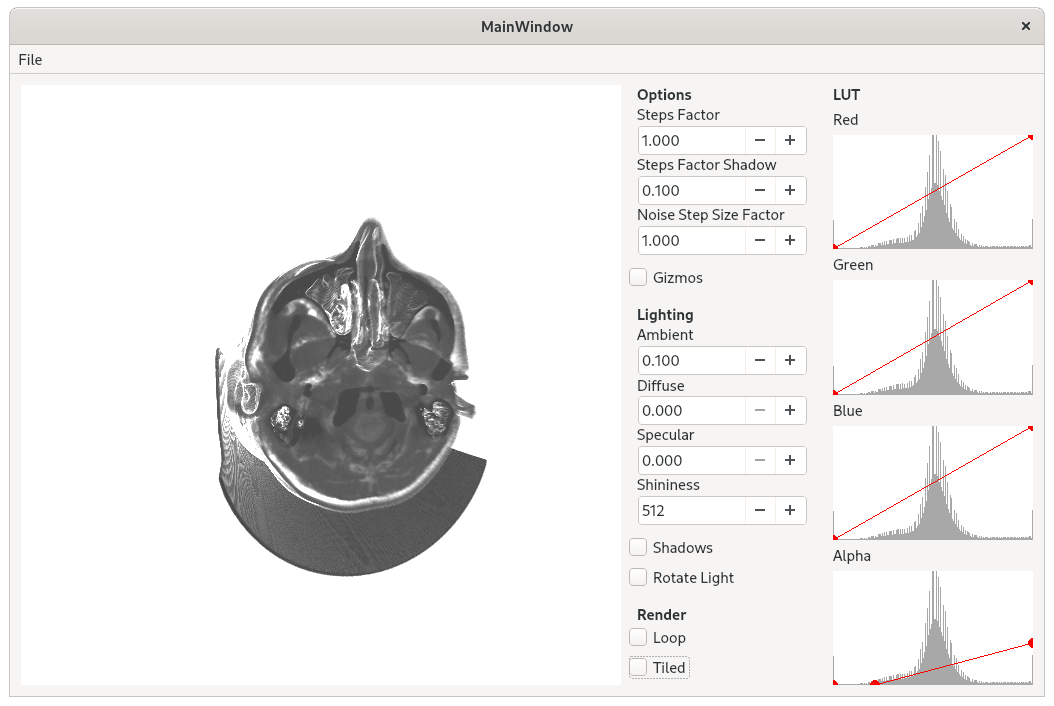 MainWindow
×
File
Options
Steps Factor
1.000 − +
Steps Factor Shadow
0.100 − +
Noise Step Size Factor
1.000 − +
Gizmos
Lighting
Ambient
0.100 − +
Diffuse
0.000 − +
Specular
0.000 − +
Shininess
512 − +
Shadows
Rotate Light
Render
Loop
Tiled
LUT
Red
Green
Blue
Alpha